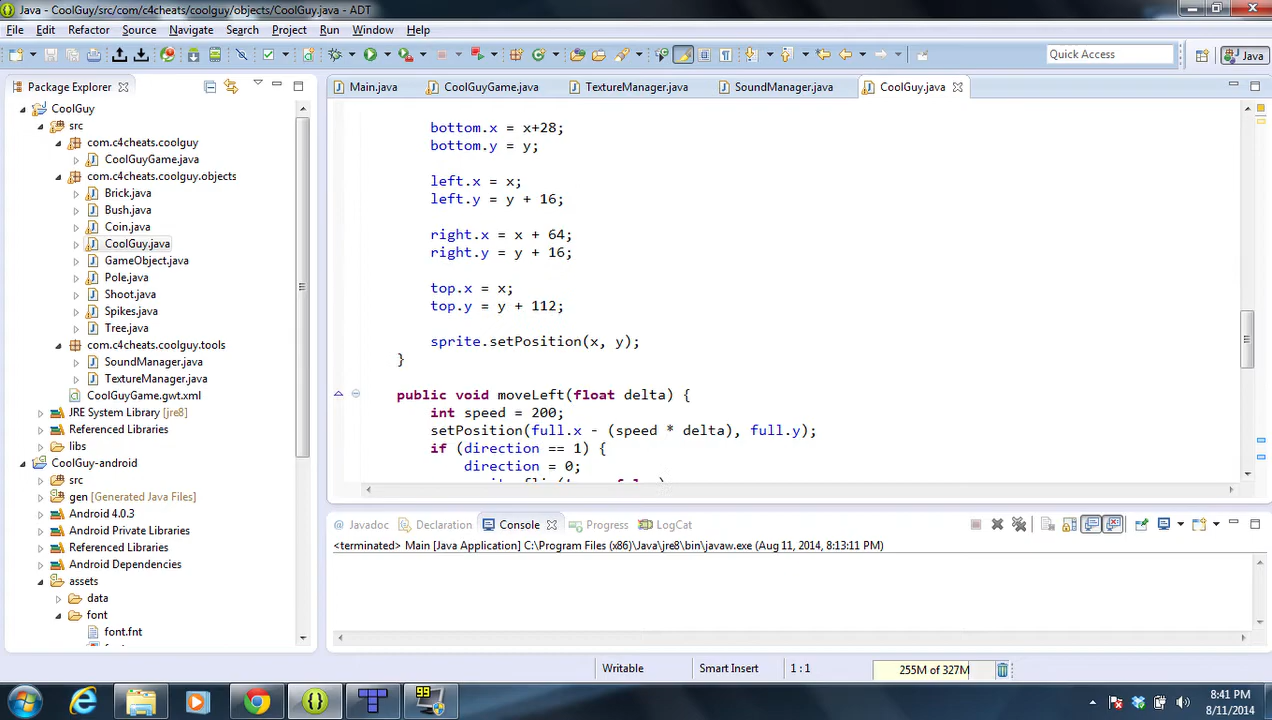 Java - CoolGuy/src/com/c4cheats/coolguy/objects/CoolGuy.java - ADT
File Edit Refactor Source Navigate Search Project Run Window Help
Quick Access
Java
Package Explorer
Main.java CoolGuyGame.java TextureManager.java SoundManager.java CoolGuy.java
CoolGuy
src
com.c4cheats.coolguy
CoolGuyGame.java
com.c4cheats.coolguy.objects
Brick.java
Bush.java
Coin.java
CoolGuy.java
GameObject.java
Pole.java
Shoot.java
Spikes.java
Tree.java
com.c4cheats.coolguy.tools
SoundManager.java
TextureManager.java
CoolGuyGame.gwt.xml
JRE System Library [jre8]
Referenced Libraries
libs
CoolGuy-android
src
gen [Generated Java Files]
Android 4.0.3
Android Private Libraries
Referenced Libraries
Android Dependencies
assets
data
font
font.fnt
bottom.x = x+28;
bottom.y = y;
left.x = x;
left.y = y + 16;
right.x = x + 64;
right.y = y + 16;
top.x = x;
top.y = y + 112;
sprite.setPosition(x, y);
}
public void moveLeft(float delta) {
int speed = 200;
setPosition(full.x - (speed * delta), full.y);
if (direction == 1) {
direction = 0;
Javadoc Declaration Console Progress LogCat
<terminated> Main [Java Application] C:\Program Files (x86)\Java\jre8\bin\javaw.exe (Aug 11, 2014, 8:13:11 PM)
Writable Smart Insert 1 : 1 255M of 327M
99
8:41 PM
8/11/2014